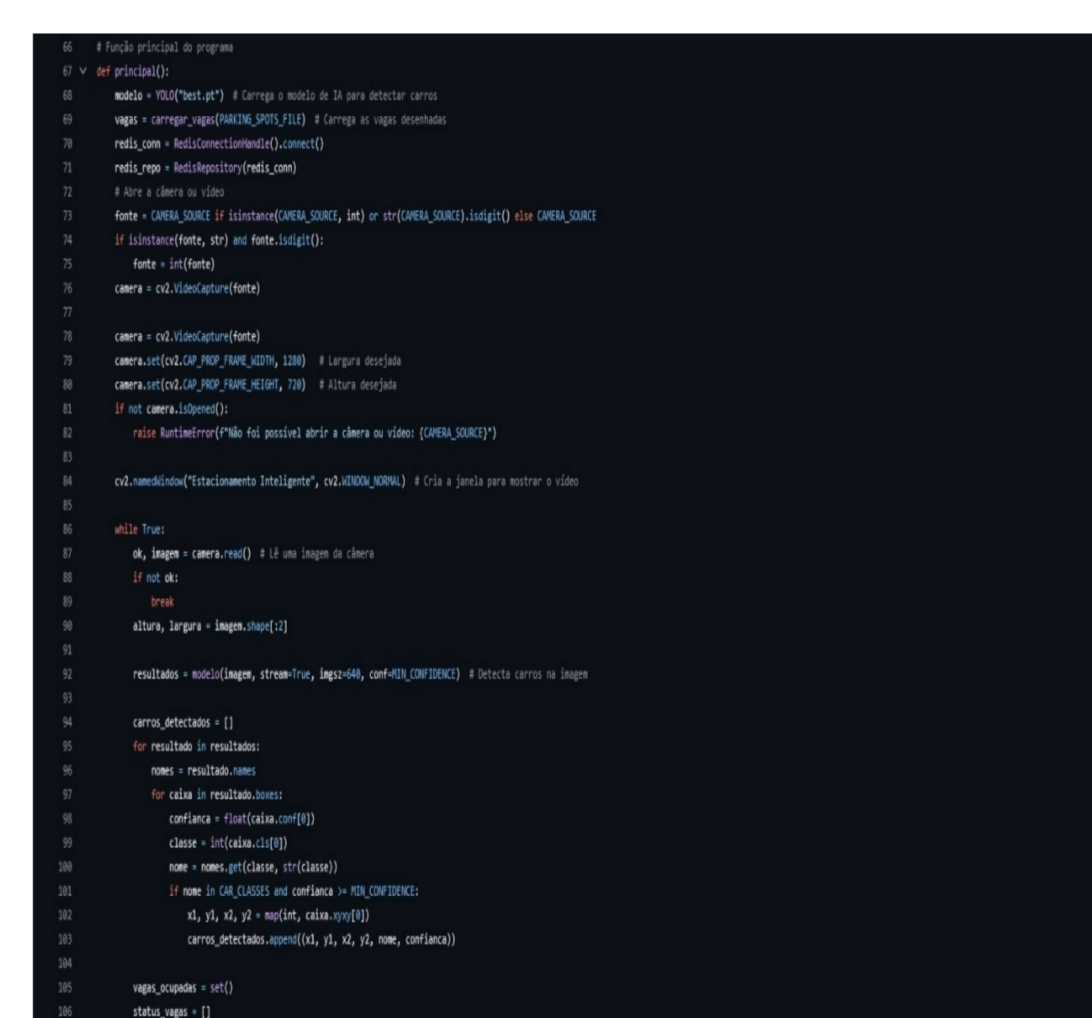 66 # Função principal do programa
67 def principal():
68 modelo = YOLO("best.pt") # Carrega o modelo de IA para detectar carros
69 vagas = carregar_vagas(PARKING_SPOTS_FILE) # Carrega as vagas desenhadas
70 redis_conn = RedisConnectionHandle().connect()
71 redis_repo = RedisRepository(redis_conn)
72 # Abre a câmera ou vídeo
73 fonte = CAMERA_SOURCE if isinstance(CAMERA_SOURCE, int) or str(CAMERA_SOURCE).isdigit() else CAMERA_SOURCE
74 if isinstance(fonte, str) and fonte.isdigit():
75 fonte = int(fonte)
76 camera = cv2.VideoCapture(fonte)
77
78 camera = cv2.VideoCapture(fonte)
79 camera.set(cv2.CAP_PROP_FRAME_WIDTH, 1280) # Largura desejada
80 camera.set(cv2.CAP_PROP_FRAME_HEIGHT, 720) # Altura desejada
81 if not camera.isOpened():
82 raise RuntimeError(f"Não foi possível abrir a câmera ou vídeo: {CAMERA_SOURCE}")
83
84 cv2.namedWindow("Estacionamento Inteligente", cv2.WINDOW_NORMAL) # Cria a janela para mostrar o vídeo
85
86 while True:
87 ok, imagem = camera.read() # Lê uma imagem da câmera
88 if not ok:
89 break
90 altura, largura = imagem.shape[:2]
91
92 resultados = modelo(imagem, stream=True, imgsz=640, conf=MIN_CONFIDENCE) # Detecta carros na imagem
93
94 carros_detectados = []
95 for resultado in resultados:
96 nomes = resultado.names
97 for caixa in resultado.boxes:
98 confianca = float(caixa.conf[0])
99 classe = int(caixa.cls[0])
100 nome = nomes.get(classe, str(classe))
101 if nome in CAR_CLASSES and confianca >= MIN_CONFIDENCE:
102 x1, y1, x2, y2 = map(int, caixa.xyxy[0])
103 carros_detectados.append((x1, y1, x2, y2, nome, confianca))
104
105 vagas_ocupadas = set()
106 status_vagas = []